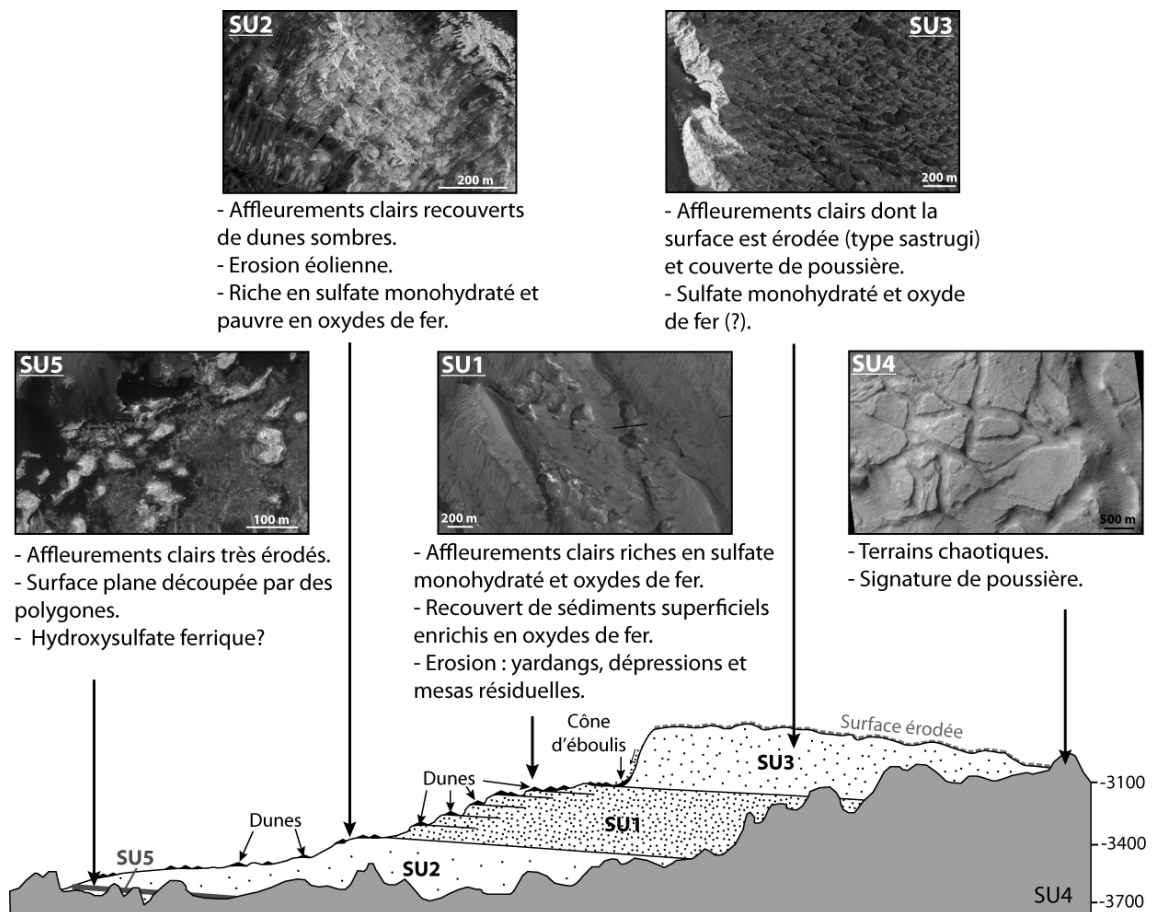 SU2
200 m
- Affleurements clairs recouverts
de dunes sombres.
- Erosion éolienne.
- Riche en sulfate monohydraté et
pauvre en oxydes de fer.
SU3
200 m
- Affleurements clairs dont la
surface est érodée (type sastrugi)
et couverte de poussière.
- Sulfate monohydraté et oxyde
de fer (?).
SU5
100 m
- Affleurements clairs très érodés.
- Surface plane découpée par des
polygones.
- Hydroxysulfate ferrique?
SU1
200 m
- Affleurements clairs riches en sulfate
monohydraté et oxydes de fer.
- Recouvert de sédiments superficiels
enrichis en oxydes de fer.
- Erosion : yardangs, dépressions et
mesas résiduelles.
SU4
500 m
- Terrains chaotiques.
- Signature de poussière.
Cône
d'éboulis
Surface érodée
Dunes
SU3
-3100
Dunes
SU1
-3400
SU5
SU2
SU4
-3700